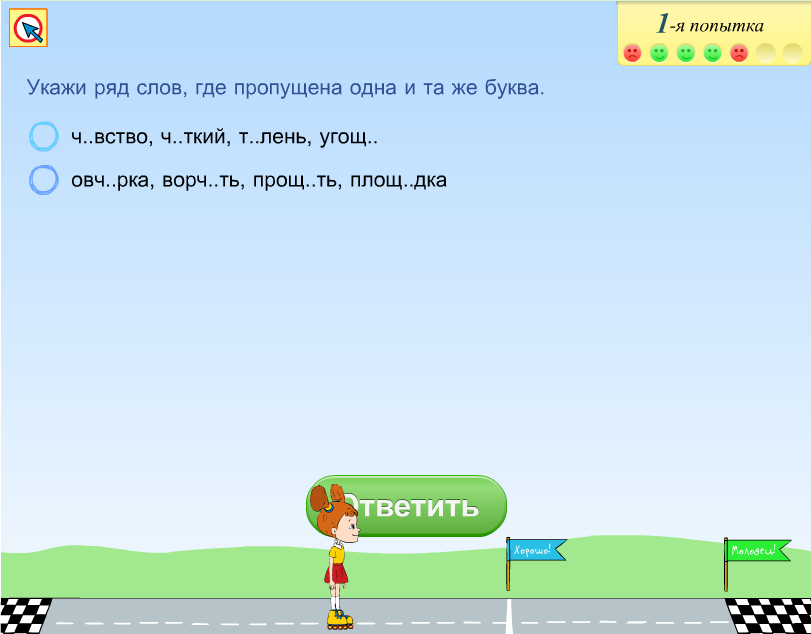 1-я попытка
Укажи ряд слов, где пропущена одна и та же буква.
ч..вство, ч..ткий, т..лень, угощ..
овч..рка, ворч..ть, прощ..ть, площ..дка
Ответить
Хорошо!
Молодец!